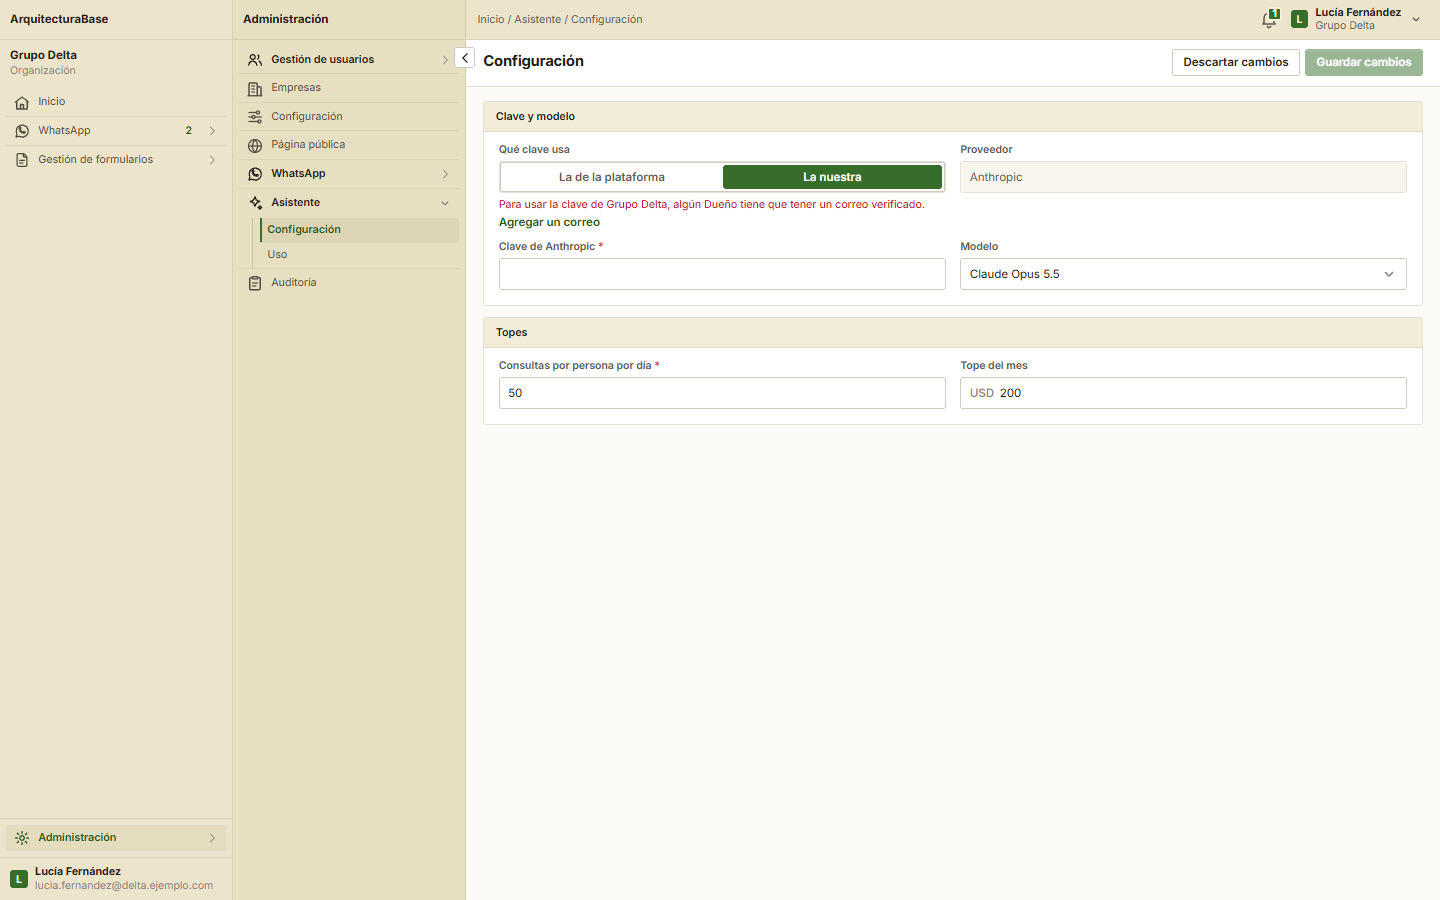 ArquitecturaBase
Grupo Delta
Organización
Inicio
WhatsApp 2
Gestión de formularios
Administración
Lucía Fernández
lucia.fernandez@delta.ejemplo.com
Administración
Gestión de usuarios
Empresas
Configuración
Página pública
WhatsApp
Asistente
Configuración
Uso
Auditoría
Inicio / Asistente / Configuración
1
L
Lucía Fernández
Grupo Delta
Configuración
Descartar cambios
Guardar cambios
Clave y modelo
Qué clave usa
La de la plataforma
La nuestra
Para usar la clave de Grupo Delta, algún Dueño tiene que tener un correo verificado.
Agregar un correo
Proveedor
Anthropic
Clave de Anthropic *
Modelo
Claude Opus 5.5
Topes
Consultas por persona por día *
50
Tope del mes
USD 200
L